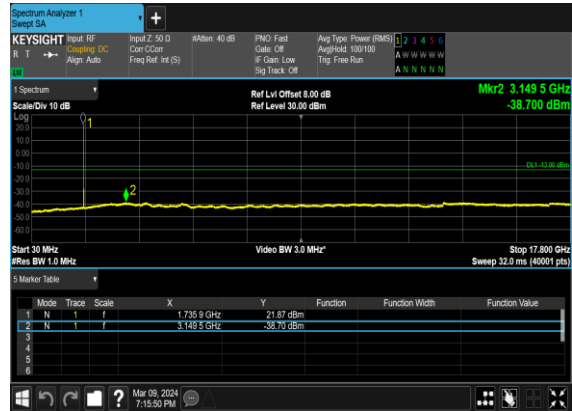 Spectrum Analyzer 1
Swept SA
+
KEYSIGHT Input: RF Input Z: 50 Ω #Atten: 40 dB PNO: Fast Avg Type: Power (RMS) 1 2 3 4 5 6
R T Coupling: DC Corr CCorr Gate: Off Avg|Hold: 100/100 A W W W W W
Align: Auto Freq Ref: Int (S) IF Gain: Low Trig: Free Run
Sig Track: Off A N N N N N
1 Spectrum Ref Lvl Offset 8.00 dB Mkr2 3.149 5 GHz
Scale/Div 10 dB Ref Level 30.00 dBm -38.700 dBm
Log
20.0 1
10.0
0.00
-10.0 DL1 -13.00 dBm
-20.0
-30.0 2
-40.0
-50.0
-60.0
Start 30 MHz Video BW 3.0 MHz* Stop 17.800 GHz
#Res BW 1.0 MHz Sweep 32.0 ms (40001 pts)
5 Marker Table
Mode Trace Scale X Y Function Function Width Function Value
1 N 1 f 1.735 9 GHz 21.87 dBm
2 N 1 f 3.149 5 GHz -38.70 dBm
3
4
5
6
? Mar 09, 2024
7:15:50 PM